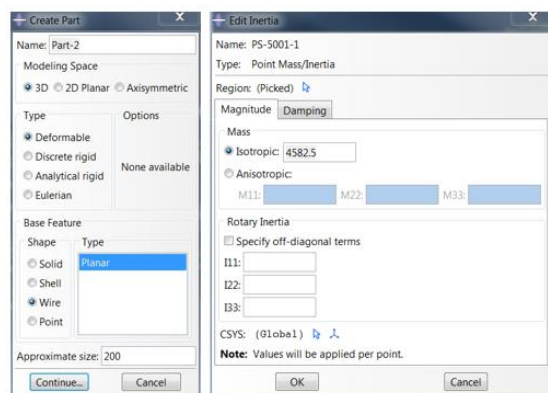 Create Part
X
Name: Part-2
Modeling Space
3D 2D Planar Axisymmetric
Type
Deformable
Discrete rigid
Analytical rigid
Eulerian
Options
None available
Base Feature
Shape
Solid
Shell
Wire
Point
Type
Planar
Approximate size: 200
Continue... Cancel
Edit Inertia
X
Name: PS-5001-1
Type: Point Mass/Inertia
Region: (Picked)
Magnitude Damping
Mass
Isotropic: 4582.5
Anisotropic:
M11: M22: M33:
Rotary Inertia
Specify off-diagonal terms
I11:
I22:
I33:
CSYS: (Global)
Note: Values will be applied per point.
OK Cancel